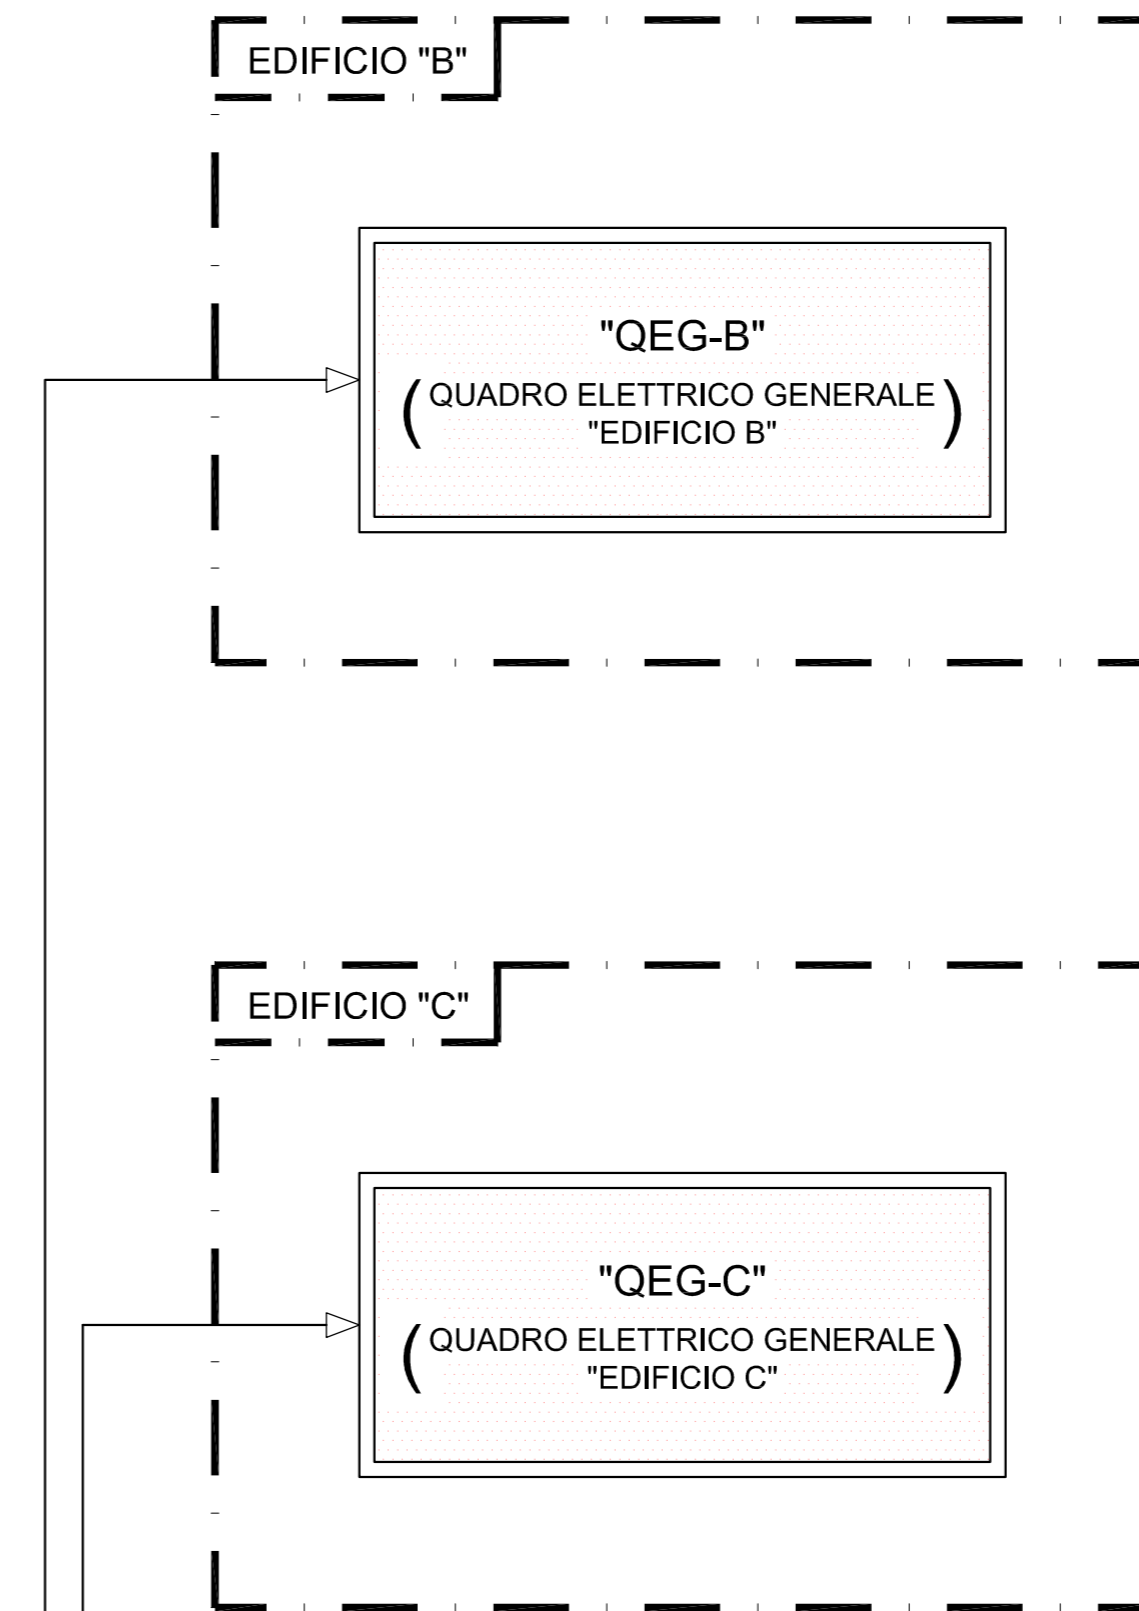 EDIFICIO "B"
"QEG-B"
(QUADRO ELETTRICO GENERALE
"EDIFICIO B")
EDIFICIO "C"
"QEG-C"
(QUADRO ELETTRICO GENERALE
"EDIFICIO C")